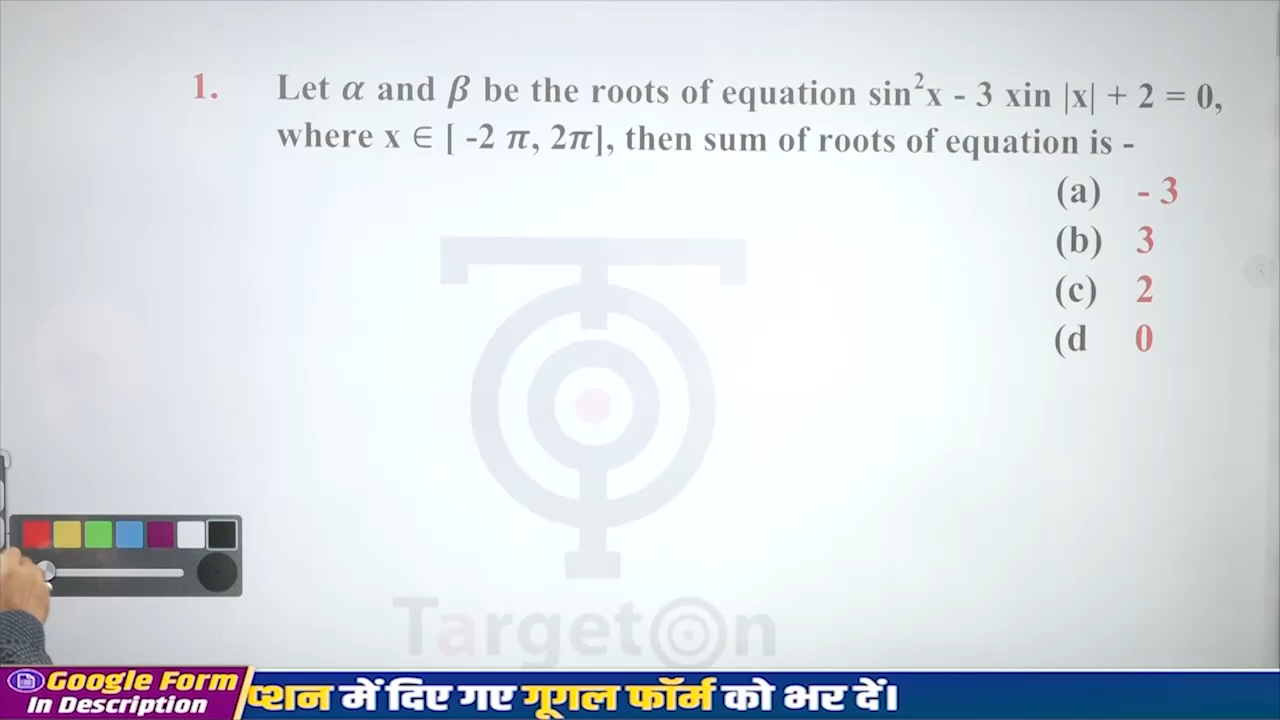 1. Let α and β be the roots of equation sin²x - 3 xin |x| + 2 = 0,
where x ∈ [ -2 π, 2π], then sum of roots of equation is -
(a) - 3
(b) 3
(c) 2
(d 0
TargetOn
Google Form
In Description
प्शन में दिए गए गूगल फॉर्म को भर दें।